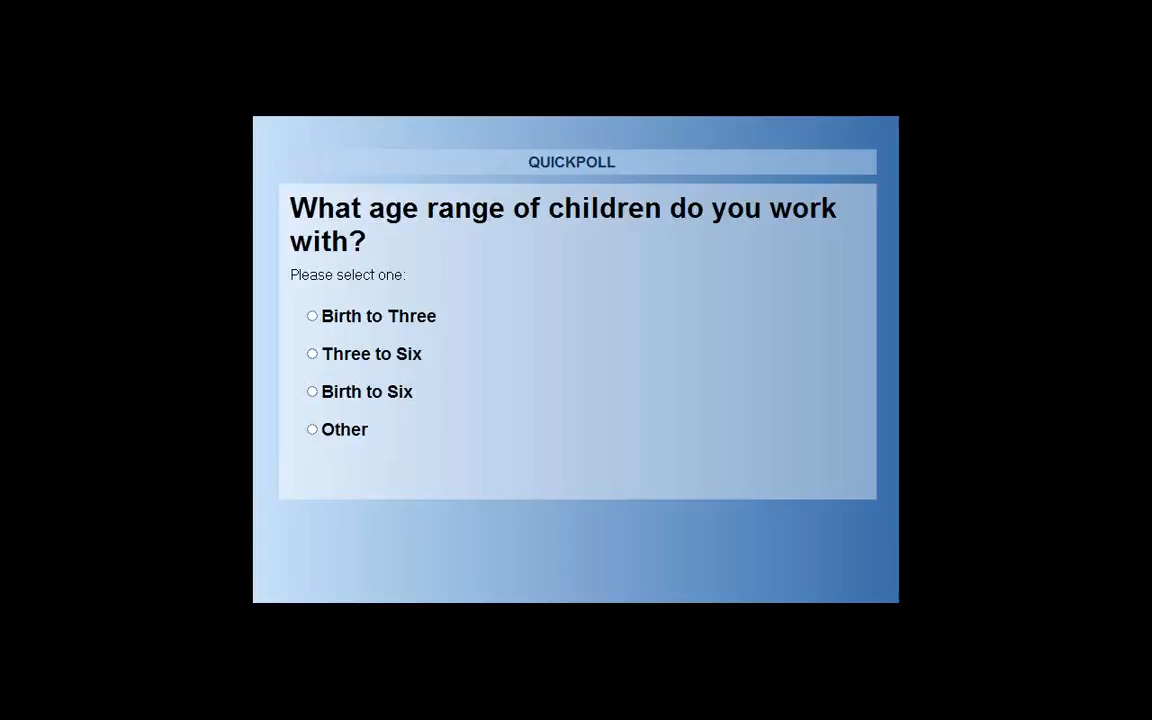 QUICKPOLL
What age range of children do you work
with?
Please select one:
Birth to Three
Three to Six
Birth to Six
Other